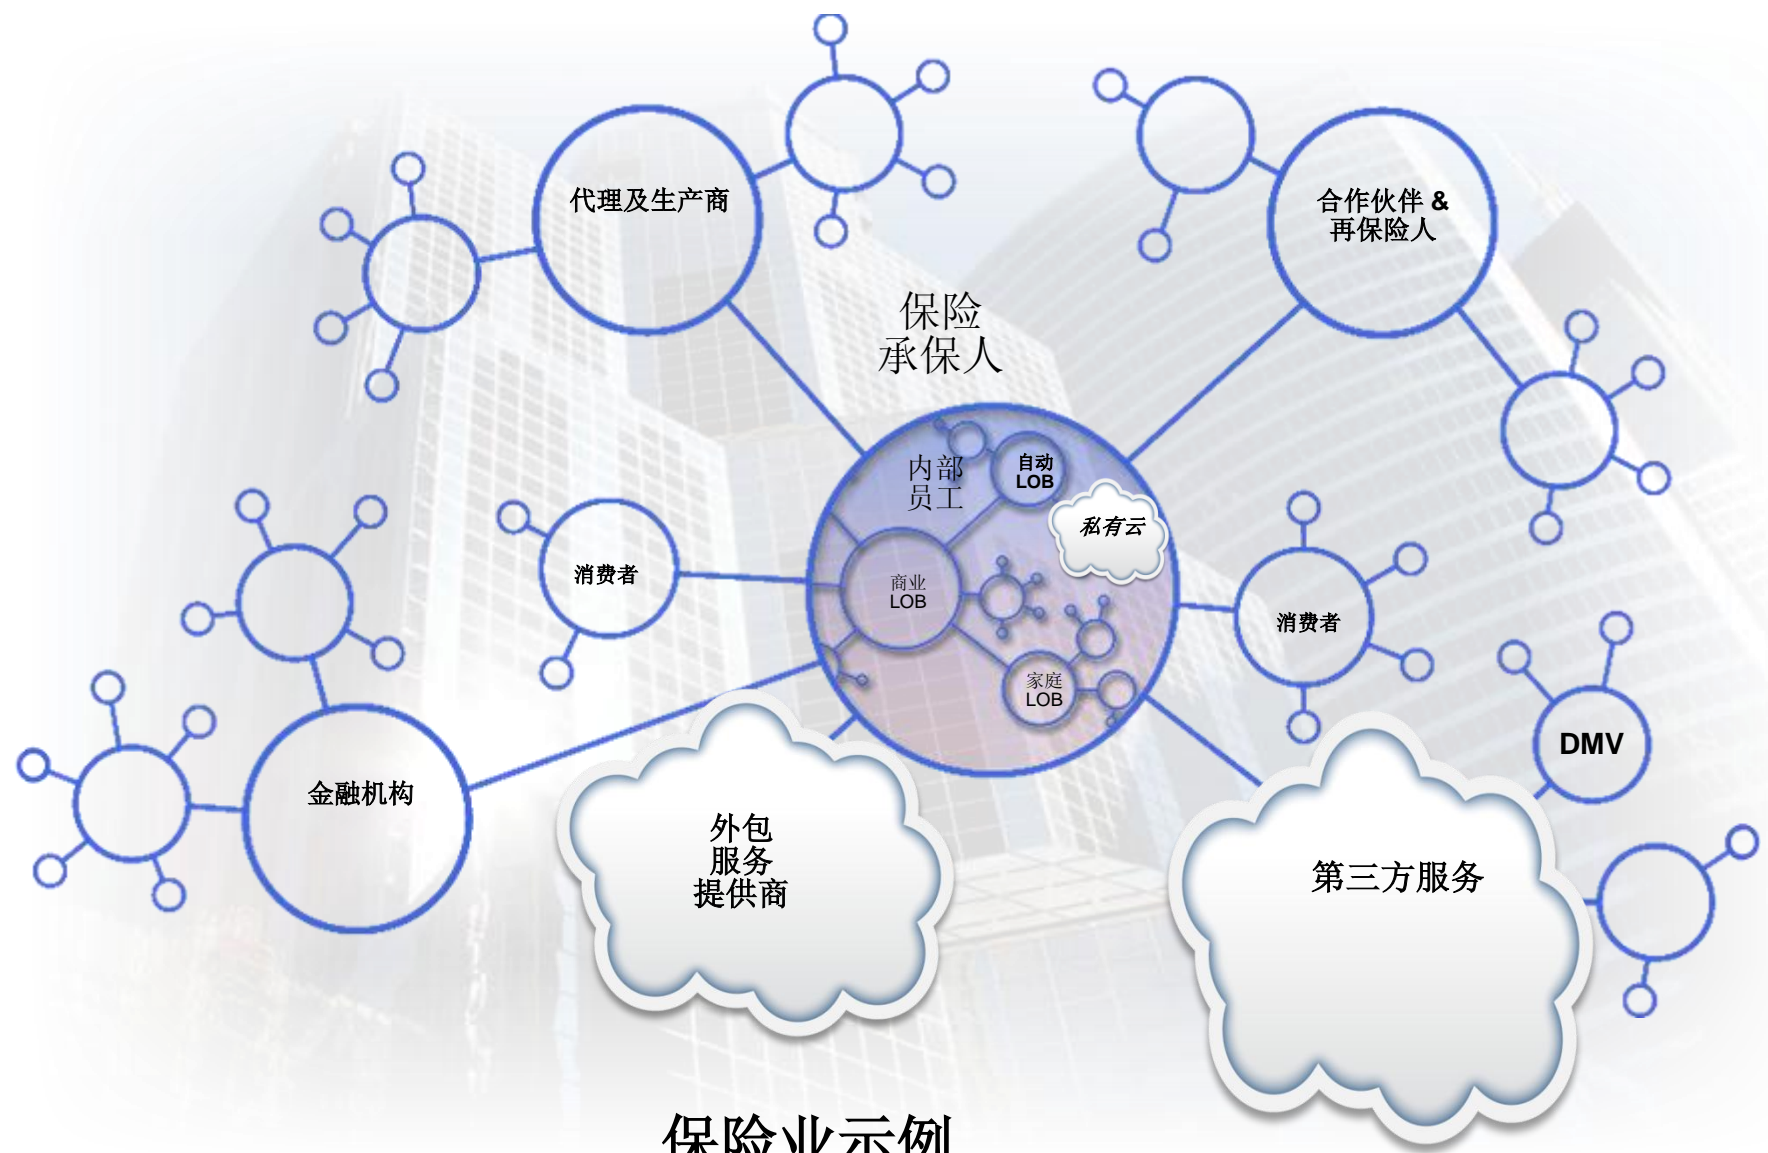 代理及生产商
合作伙伴 &
再保险人
保险
承保人
内部
员工
自动
LOB
私有云
消费者
商业
LOB
消费者
家庭
LOB
DMV
金融机构
外包
服务
提供商
第三方服务
保险业示例